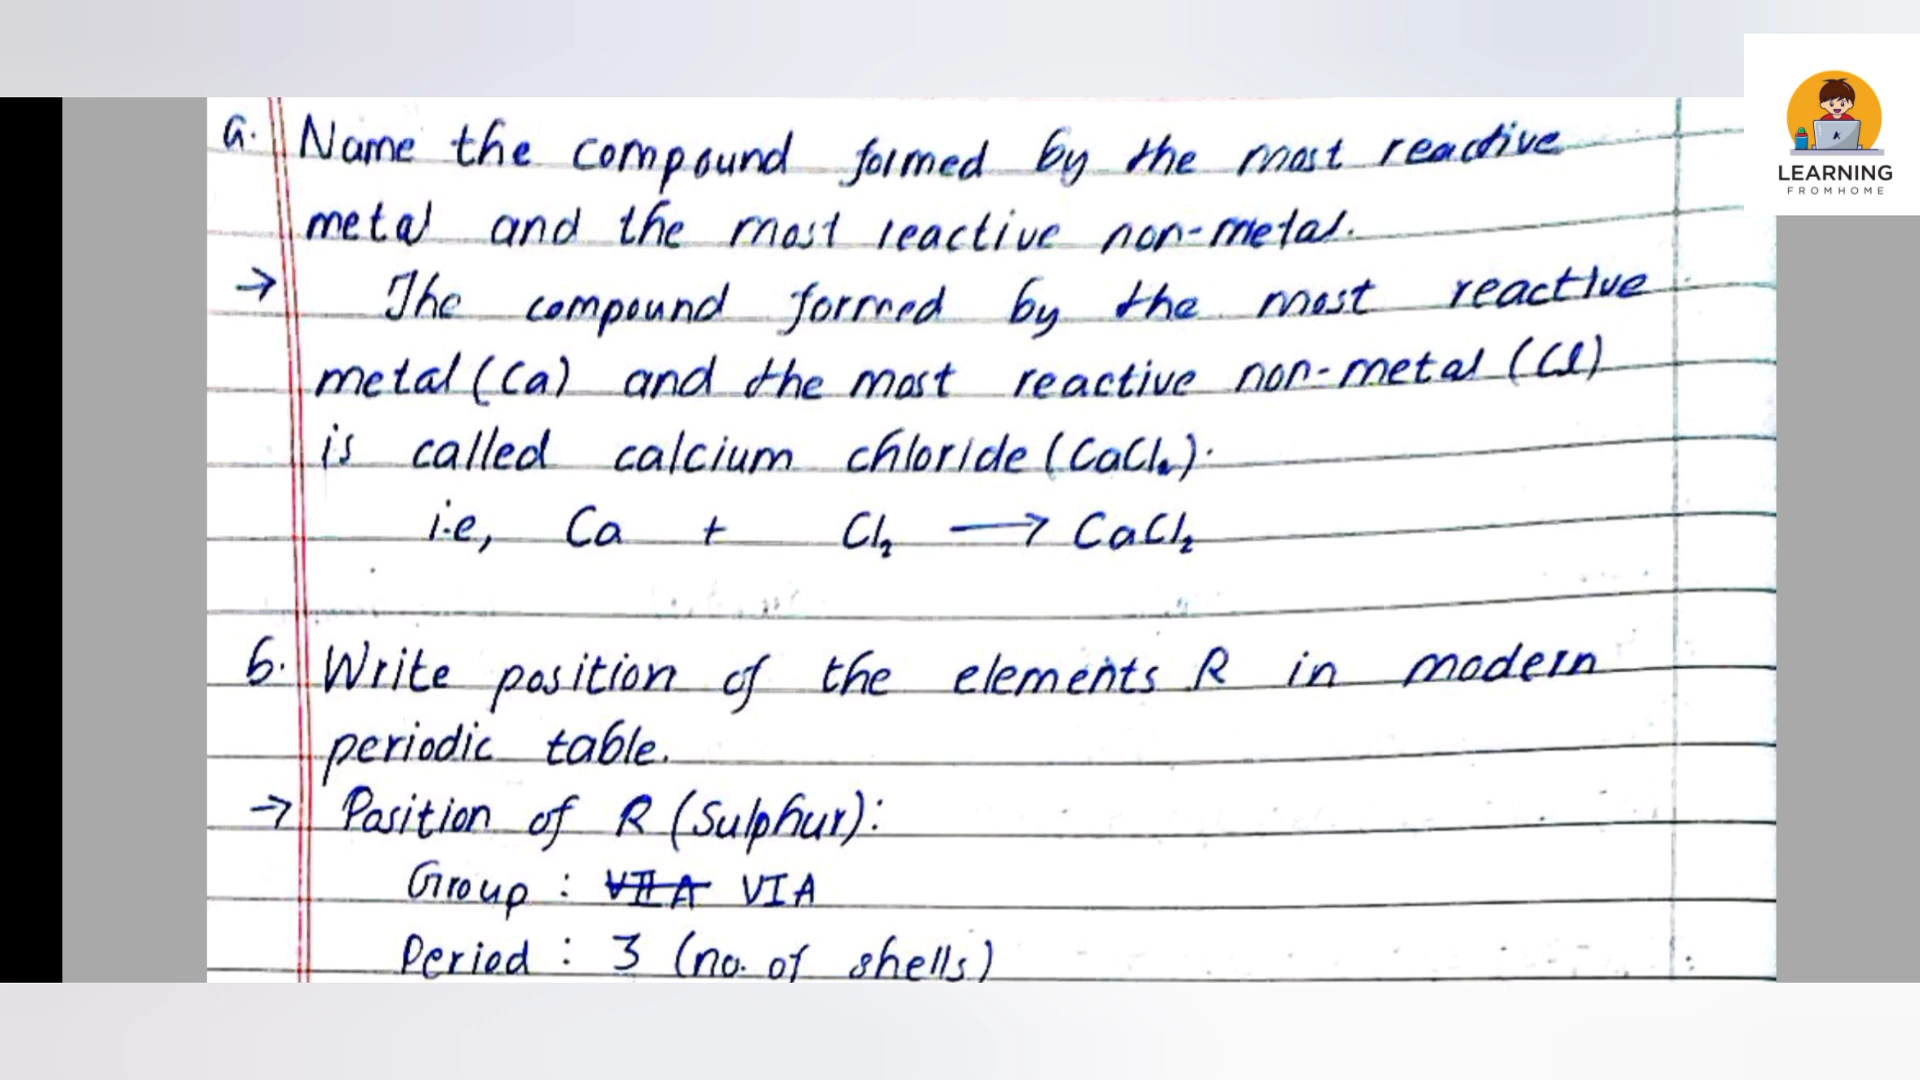 a. Name the compound formed by the most reactive
metal and the most reactive non-metal.
→ The compound formed by the most reactive
metal (Ca) and the most reactive non-metal (Cl)
is called calcium chloride (CaCl₂).
i.e, Ca + Cl₂ → CaCl₂
b. Write position of the elements R in modern
periodic table.
→ Position of R (Sulphur):
Group : VIIA VIA
Period : 3 (no. of shells)
LEARNING
FROMHOME